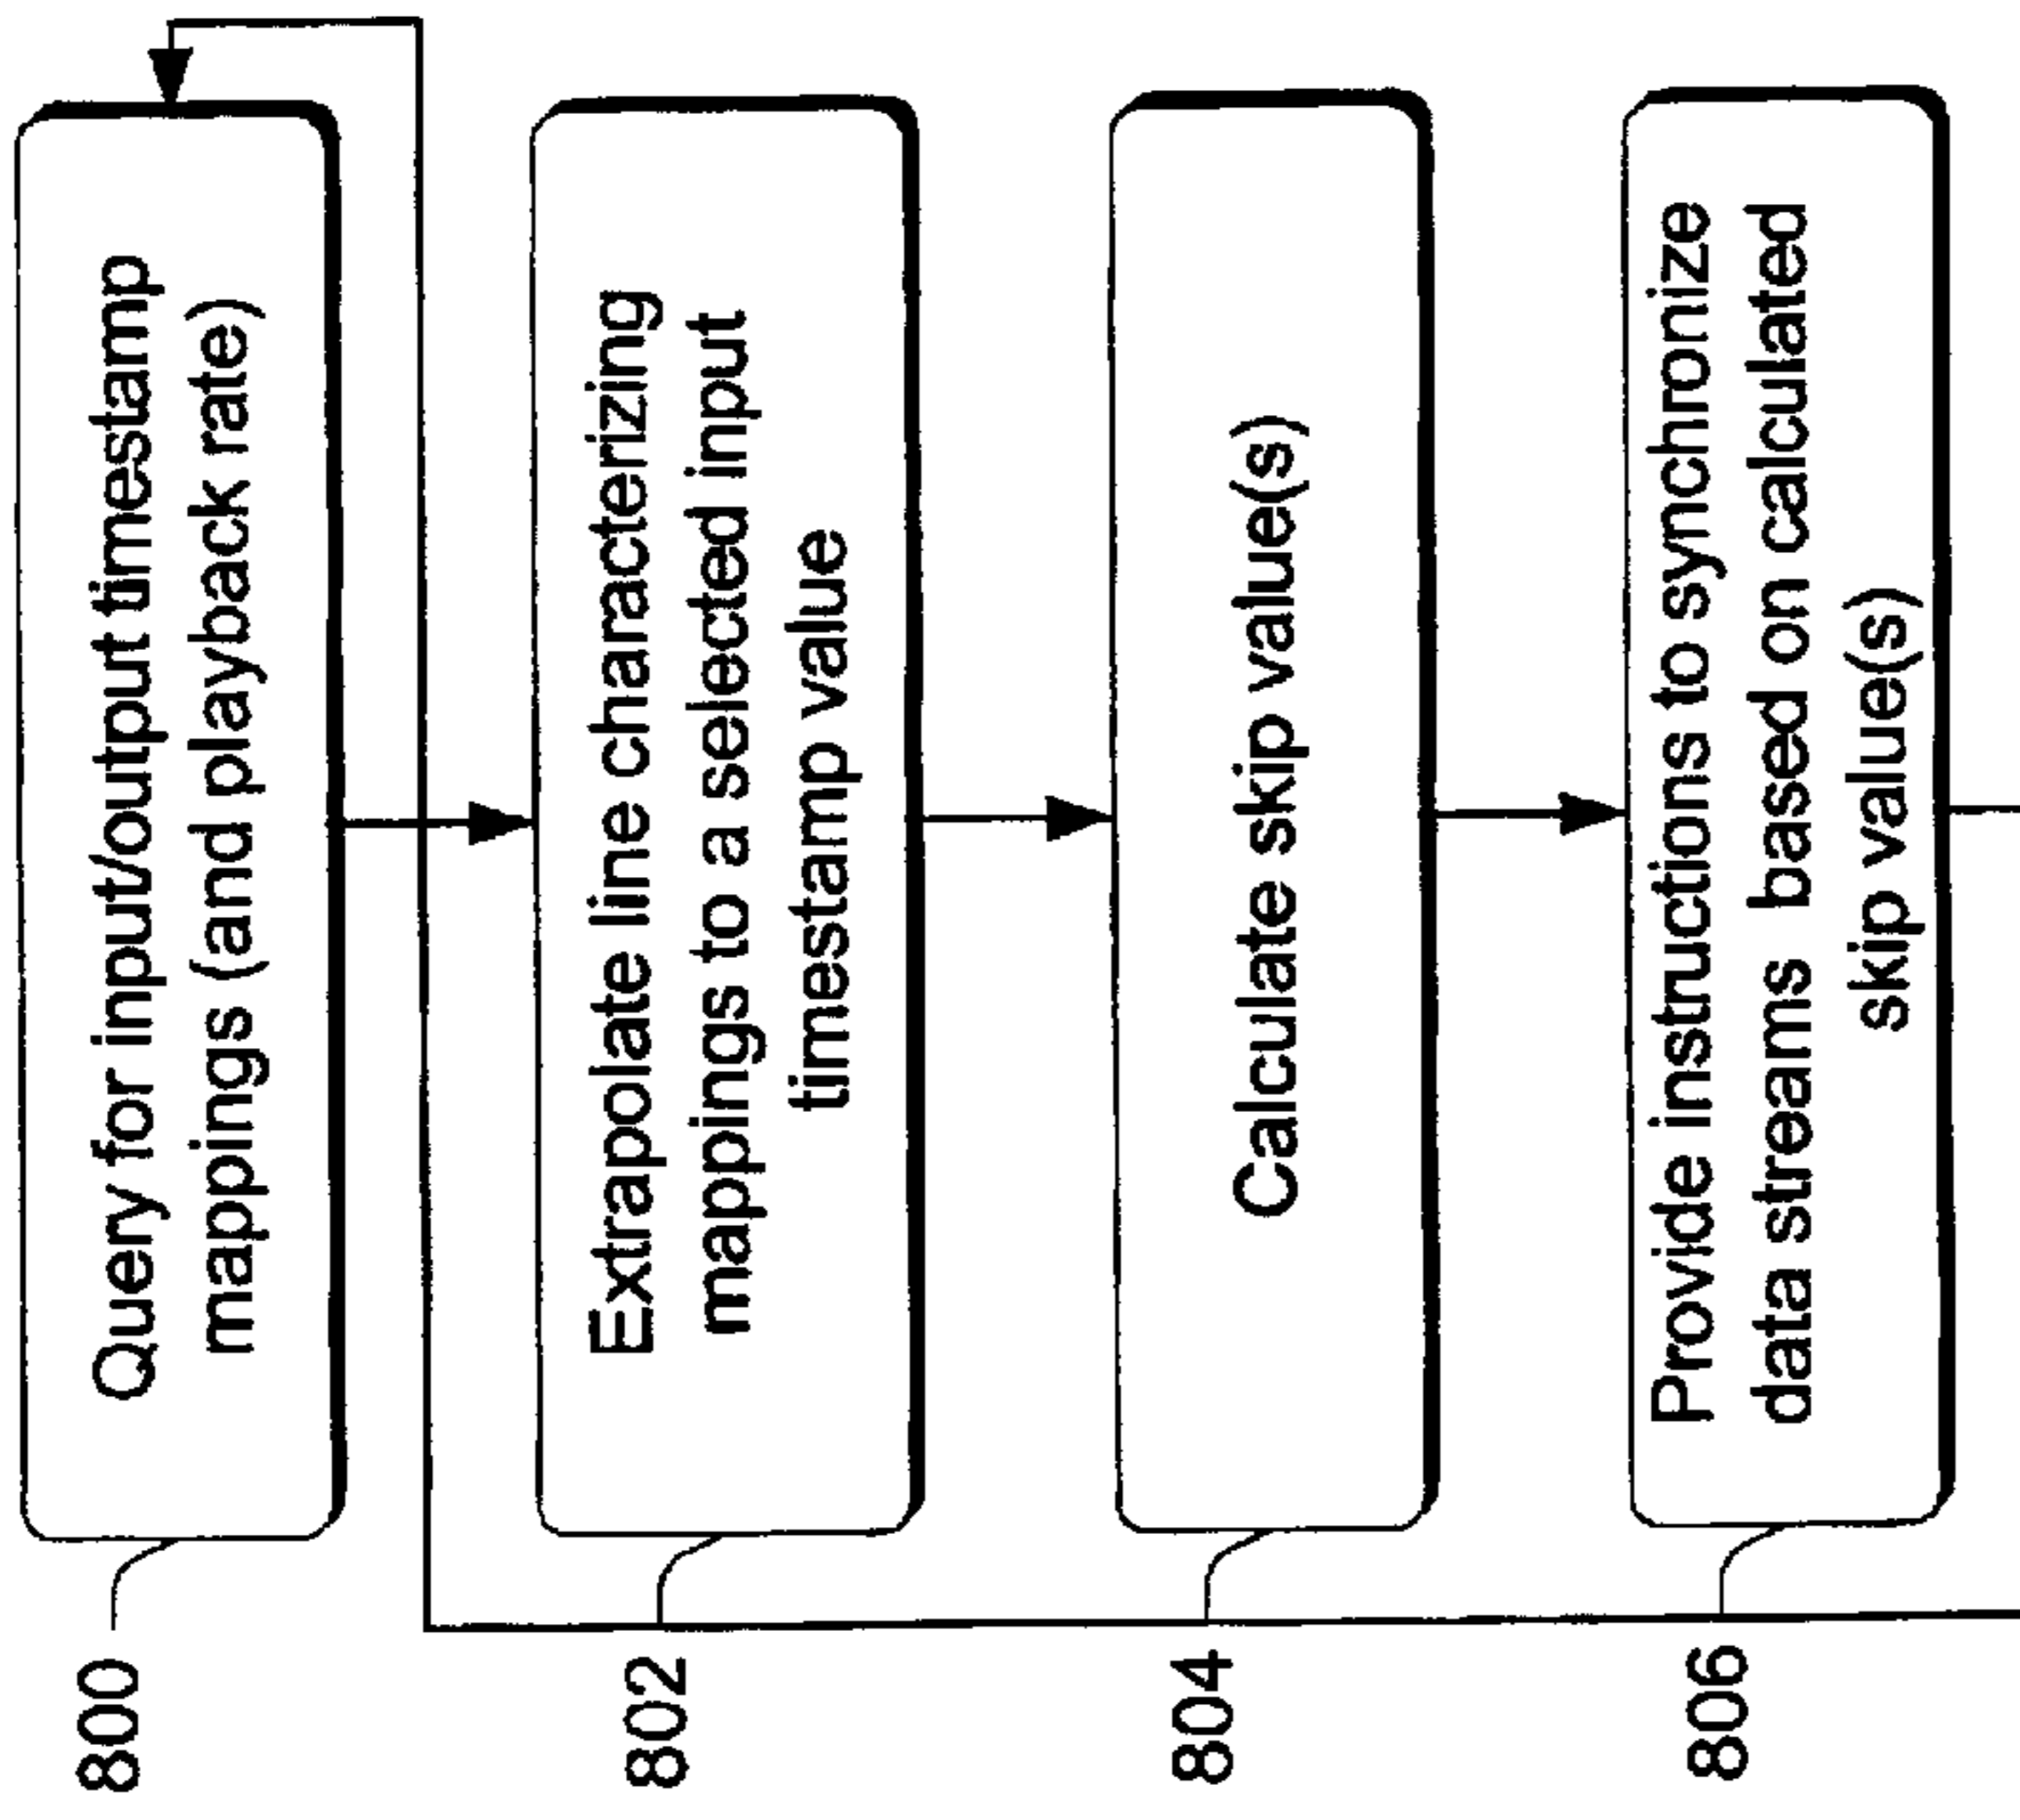 800
Query for input/output timestamp
mappings (and playback rate)
802
Extrapolate line characterizing
mappings to a selected input
timestamp value
804
Calculate skip value(s)
806
Provide instructions to synchronize
data streams based on calculated
skip value(s)